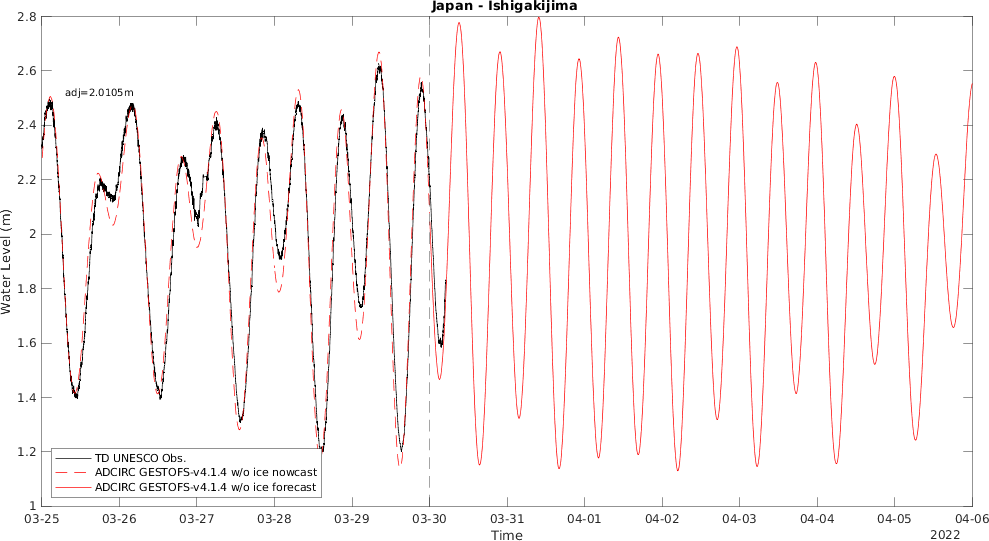 Japan - Ishigakijima
2.8
2.6
2.4
2.2
2
1.8
1.6
1.4
1.2
1
Water Level (m)
adj=2.0105m
TD UNESCO Obs.
ADCIRC GESTOFS-v4.1.4 w/o ice nowcast
ADCIRC GESTOFS-v4.1.4 w/o ice forecast
03-25 03-26 03-27 03-28 03-29 03-30 03-31 04-01 04-02 04-03 04-04 04-05 04-06
Time
2022